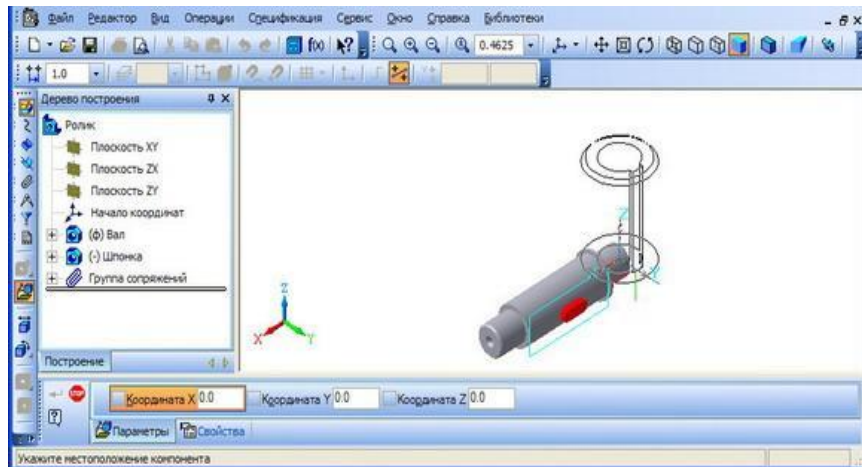 Файл Редактор Вид Операции Спецификация Сервис Окно Справка Библиотеки
f(x) 0.4625
1.0
Дерево построения
Ролик
Плоскость XY
Плоскость ZX
Плоскость ZY
Начало координат
(ф) Вал
(-) Шпонка
Группа сопряжений
Построение
Z
X
Y
Z
STOP
Координата X 0.0 Координата Y 0.0 Координата Z 0.0
Параметры Свойства
Укажите местоположение компонента